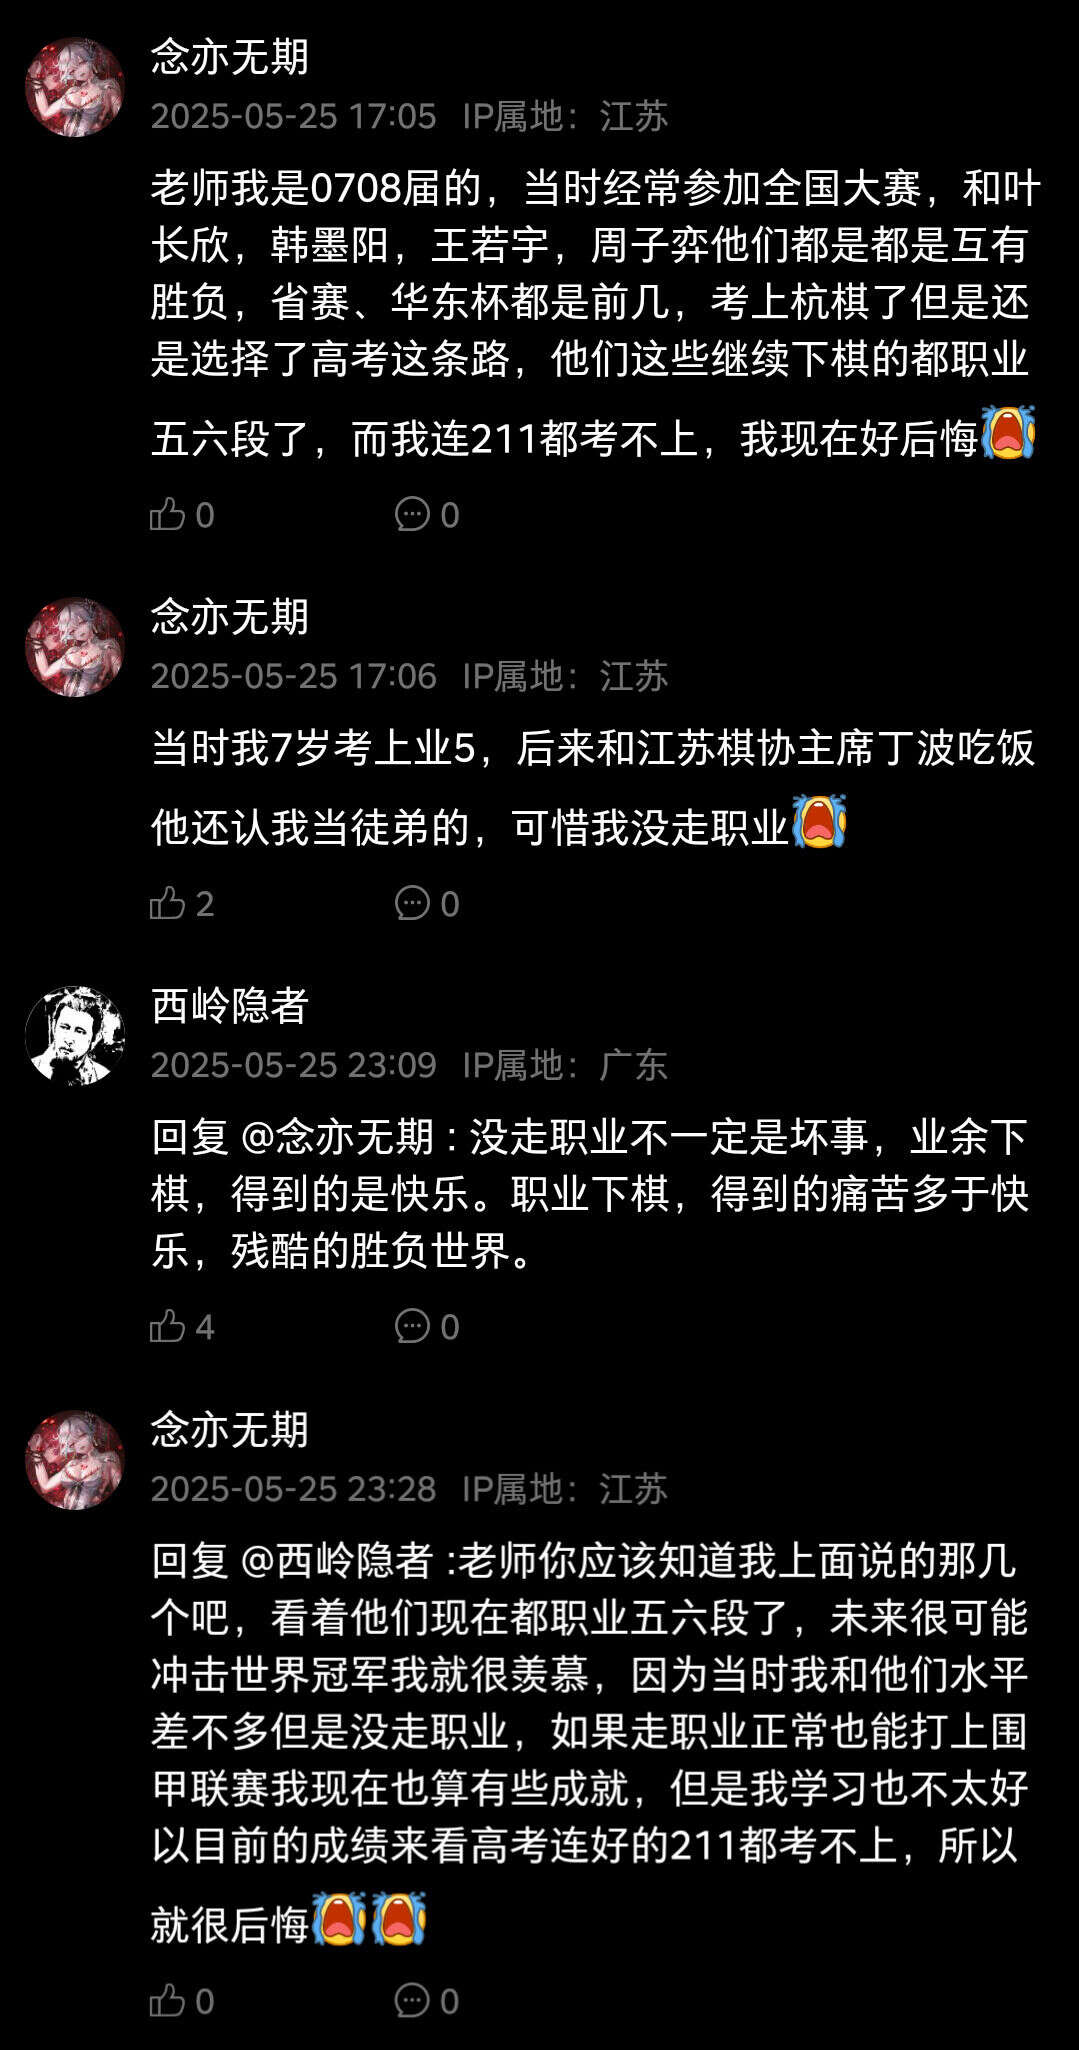 念亦无期
2025-05-25 17:05 IP属地：江苏
老师我是0708届的，当时经常参加全国大赛，和叶
长欣，韩墨阳，王若宇，周子弈他们都是都是互有
胜负，省赛、华东杯都是前几，考上杭棋了但是还
是选择了高考这条路，他们这些继续下棋的都职业
五六段了，而我连211都考不上，我现在好后悔😭
0 0
念亦无期
2025-05-25 17:06 IP属地：江苏
当时我7岁考上业5，后来和江苏棋协主席丁波吃饭
他还认我当徒弟的，可惜我没走职业😭
2 0
西岭隐者
2025-05-25 23:09 IP属地：广东
回复 @念亦无期 : 没走职业不一定是坏事，业余下
棋，得到的是快乐。职业下棋，得到的痛苦多于快
乐，残酷的胜负世界。
4 0
念亦无期
2025-05-25 23:28 IP属地：江苏
回复 @西岭隐者 :老师你应该知道我上面说的那几
个吧，看着他们现在都职业五六段了，未来很可能
冲击世界冠军我就很羡慕，因为当时我和他们水平
差不多但是没走职业，如果走职业正常也能打上围
甲联赛我现在也算有些成就，但是我学习也不太好
以目前的成绩来看高考连好的211都考不上，所以
就很后悔😭😭
0 0